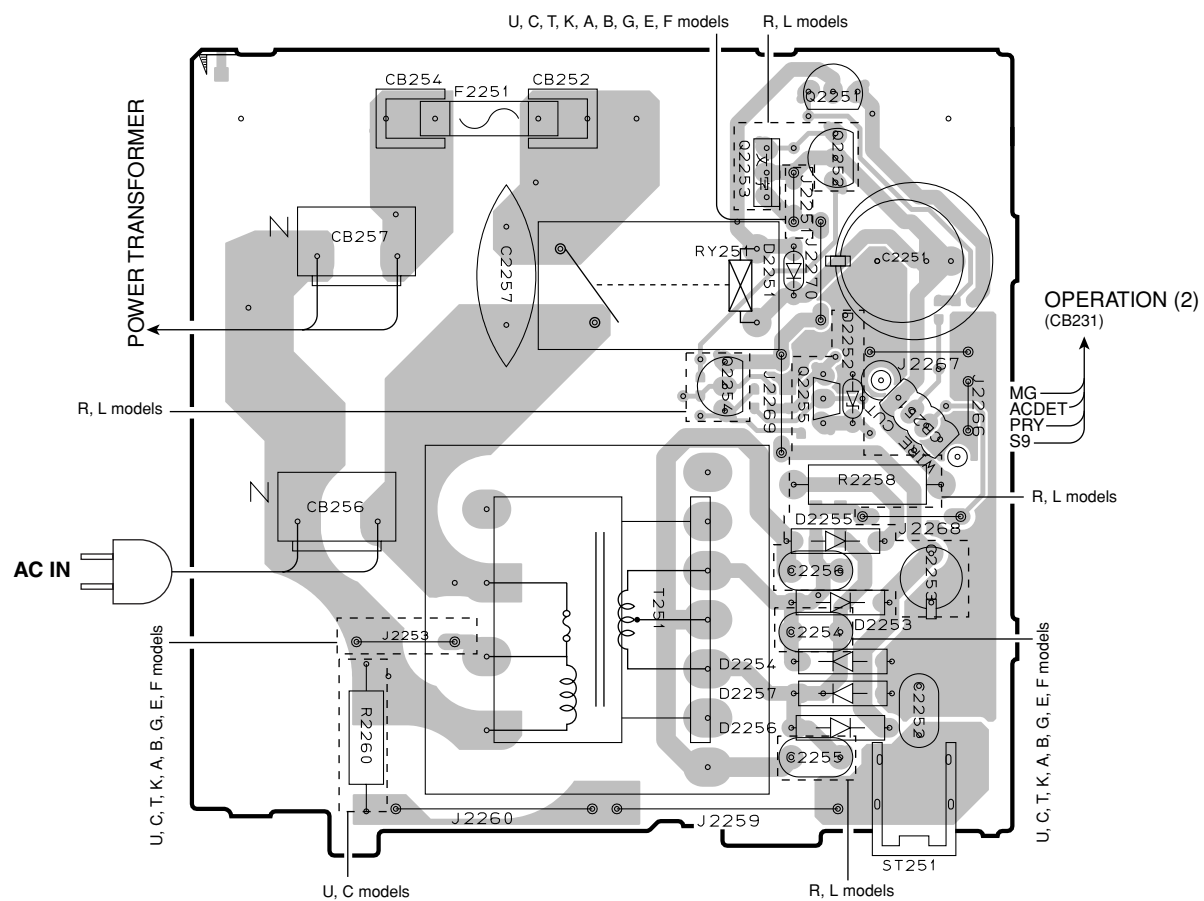 U, C, T, K, A, B, G, E, F models
R, L models
CB254
CB252
F2251
Q2251
POWER TRANSFORMER
Q2253
Q2252
J2251
N
CB257
C2257
RY251
D2251
J2270
C2251
OPERATION (2)
(CB231)
D2252
J2267
Q2254
J2269
Q2255
J2266
MG
ACDET
PRY
S9
R, L models
CUT
CB251
WIRE
N
CB256
R2258
R, L models
D2255
J2268
AC IN
C2256
C2253
T251
D2253
C2254
J2253
D2254
D2257
C2252
D2256
R2260
C2255
U, C, T, K, A, B, G, E, F models
U, C, T, K, A, B, G, E, F models
J2260
J2259
ST251
U, C models
R, L models